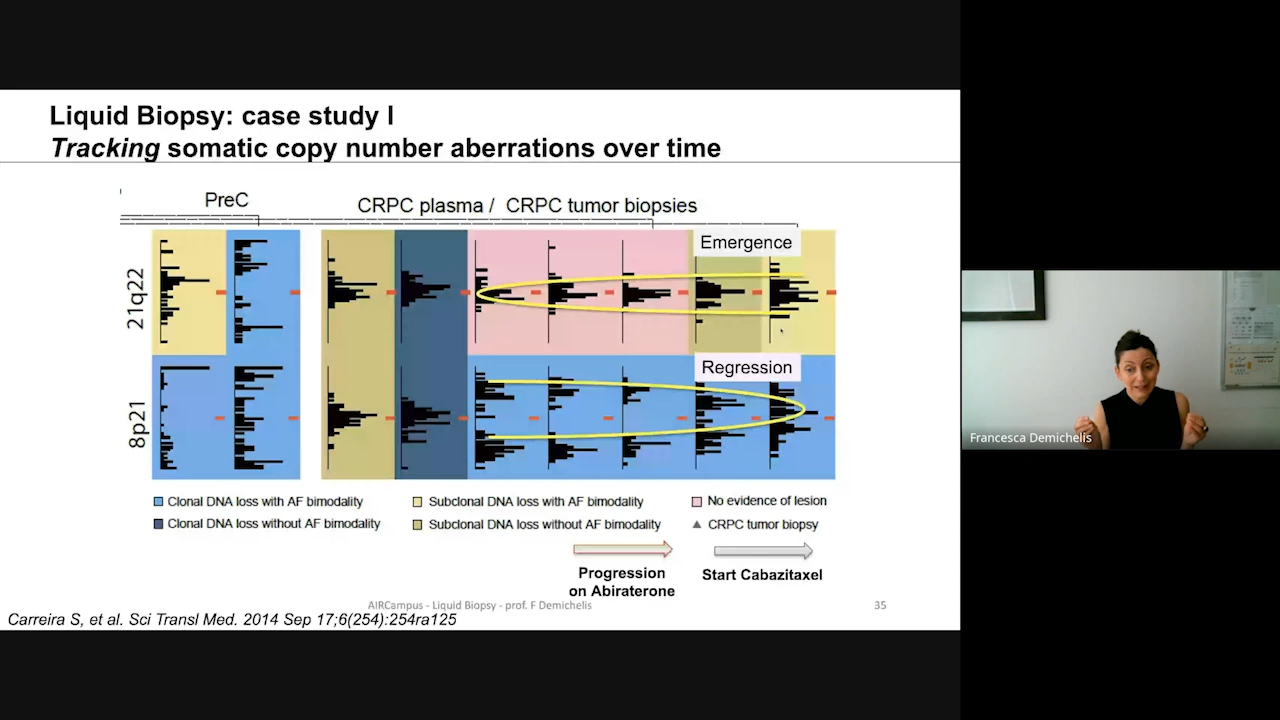 Liquid Biopsy: case study I
Tracking somatic copy number aberrations over time
PreC
CRPC plasma / CRPC tumor biopsies
Emergence
21q22
Regression
8p21
Clonal DNA loss with AF bimodality
Subclonal DNA loss with AF bimodality
No evidence of lesion
Clonal DNA loss without AF bimodality
Subclonal DNA loss without AF bimodality
CRPC tumor biopsy
Progression
on Abiraterone
Start Cabazitaxel
AIRCampus - Liquid Biopsy - prof. F Demichelis
35
Carreira S, et al. Sci Transl Med. 2014 Sep 17;6(254):254ra125
Francesca Demichelis